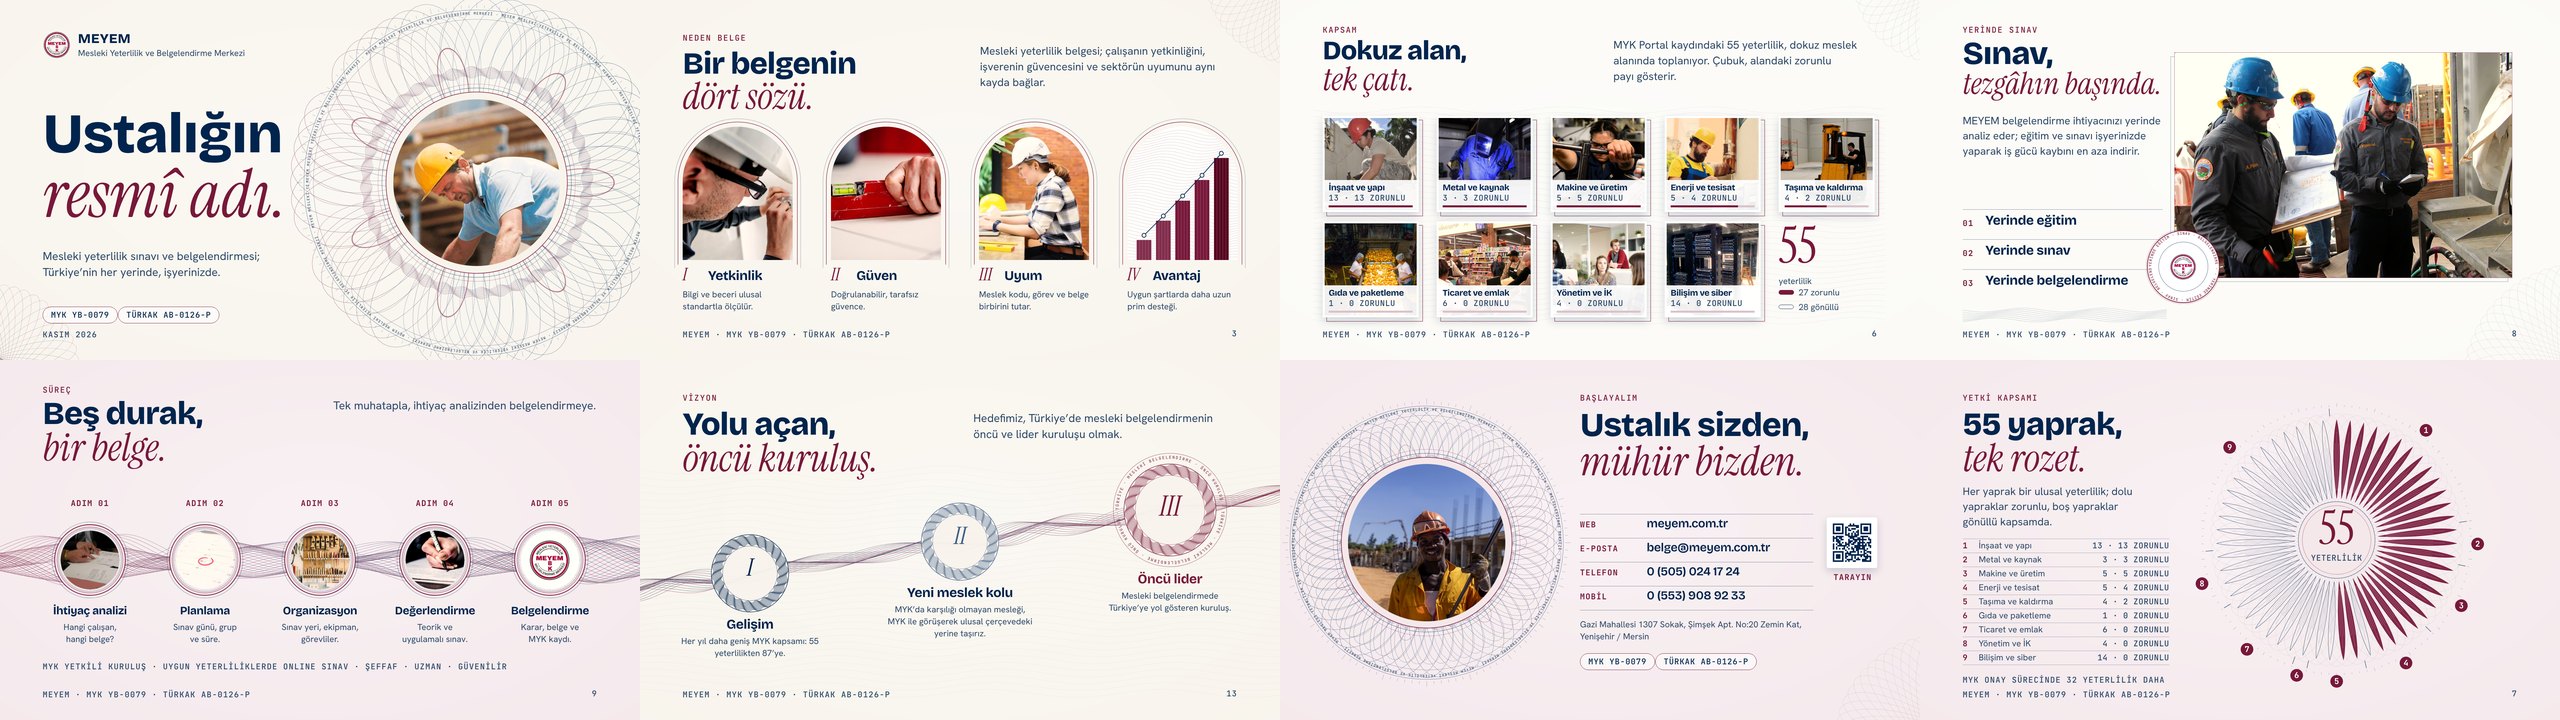 MEYEM
Mesleki Yeterlilik ve Belgelendirme Merkezi
Ustalığın
resmî adı.
Mesleki yeterlilik sınavı ve belgelendirmesi;
Türkiye’nin her yerinde, işyerinizde.
MYK YB-0079
TÜRKAK AB-0126-P
KASIM 2026
NEDEN BELGE
Bir belgenin
dört sözü.
Mesleki yeterlilik belgesi; çalışanın yetkinliğini,
işverenin güvencesini ve sektörün uyumunu aynı
kayda bağlar.
I Yetkinlik
Bilgi ve beceri ulusal
standartla ölçülür.
II Güven
Doğrulanabilir, tarafsız
güvence.
III Uyum
Meslek kodu, görev ve belge
birbirini tutar.
IV Avantaj
Uygun şartlarda daha uzun
prim desteği.
MEYEM · MYK YB-0079 · TÜRKAK AB-0126-P
3
KAPSAM
Dokuz alan,
tek çatı.
MYK Portal kaydındaki 55 yeterlilik, dokuz meslek
alanında toplanıyor. Çubuk, alandaki zorunlu
payı gösterir.
İnşaat ve yapı
13 · 13 ZORUNLU
Metal ve kaynak
3 · 3 ZORUNLU
Makine ve üretim
5 · 5 ZORUNLU
Enerji ve tesisat
5 · 4 ZORUNLU
Taşıma ve kaldırma
4 · 2 ZORUNLU
Gıda ve paketleme
1 · 0 ZORUNLU
Ticaret ve emlak
6 · 0 ZORUNLU
Yönetim ve İK
4 · 0 ZORUNLU
Bilişim ve siber
14 · 0 ZORUNLU
55
yeterlilik
27 zorunlu
28 gönüllü
MEYEM · MYK YB-0079 · TÜRKAK AB-0126-P
6
YERİNDE SINAV
Sınav,
tezgâhın başında.
MEYEM belgelendirme ihtiyacınızı yerinde
analiz eder; eğitim ve sınavı işyerinizde
yaparak iş gücü kaybını en aza indirir.
01 Yerinde eğitim
02 Yerinde sınav
03 Yerinde belgelendirme
MEYEM
MEYEM · MYK YB-0079 · TÜRKAK AB-0126-P
8
SÜREÇ
Beş durak,
bir belge.
Tek muhatapla, ihtiyaç analizinden belgelendirmeye.
ADIM 01
ADIM 02
ADIM 03
ADIM 04
ADIM 05
MEYEM
İhtiyaç analizi
Hangi çalışan,
hangi belge?
Planlama
Sınav günü, grup
ve süre.
Organizasyon
Sınav yeri, ekipman,
görevliler.
Değerlendirme
Teorik ve
uygulamalı sınav.
Belgelendirme
Karar, belge ve
MYK kaydı.
MYK YETKİLİ KURULUŞ · UYGUN YETERLİLİKLERDE ONLINE SINAV · ŞEFFAF · UZMAN · GÜVENİLİR
MEYEM · MYK YB-0079 · TÜRKAK AB-0126-P
9
VİZYON
Yolu açan,
öncü kuruluş.
Hedefimiz, Türkiye’de mesleki belgelendirmenin
öncü ve lider kuruluşu olmak.
I
Gelişim
Her yıl daha geniş MYK kapsamı: 55
yeterlilikten 87’ye.
II
Yeni meslek kolu
MYK’da karşılığı olmayan mesleği,
MYK ile görüşerek ulusal çerçevedeki
yerine taşırız.
III
Öncü lider
Mesleki belgelendirmede
Türkiye’ye yol gösteren kuruluş.
MEYEM · MYK YB-0079 · TÜRKAK AB-0126-P
13
BAŞLAYALIM
Ustalık sizden,
mühür bizden.
WEB meyem.com.tr
E-POSTA belge@meyem.com.tr
TELEFON 0 (505) 024 17 24
MOBİL 0 (553) 908 92 33
TARAYIN
Gazi Mahallesi 1307 Sokak, Şimşek Apt. No:20 Zemin Kat,
Yenişehir / Mersin
MYK YB-0079
TÜRKAK AB-0126-P
YETKİ KAPSAMI
55 yaprak,
tek rozet.
Her yaprak bir ulusal yeterlilik; dolu
yapraklar zorunlu, boş yapraklar
gönüllü kapsamda.
1 İnşaat ve yapı 13 · 13 ZORUNLU
2 Metal ve kaynak 3 · 3 ZORUNLU
3 Makine ve üretim 5 · 5 ZORUNLU
4 Enerji ve tesisat 5 · 4 ZORUNLU
5 Taşıma ve kaldırma 4 · 2 ZORUNLU
6 Gıda ve paketleme 1 · 0 ZORUNLU
7 Ticaret ve emlak 6 · 0 ZORUNLU
8 Yönetim ve İK 4 · 0 ZORUNLU
9 Bilişim ve siber 14 · 0 ZORUNLU
MYK ONAY SÜRECİNDE 32 YETERLİLİK DAHA
MEYEM · MYK YB-0079 · TÜRKAK AB-0126-P
55
YETERLİLİK
1
2
3
4
5
6
7
8
9
7